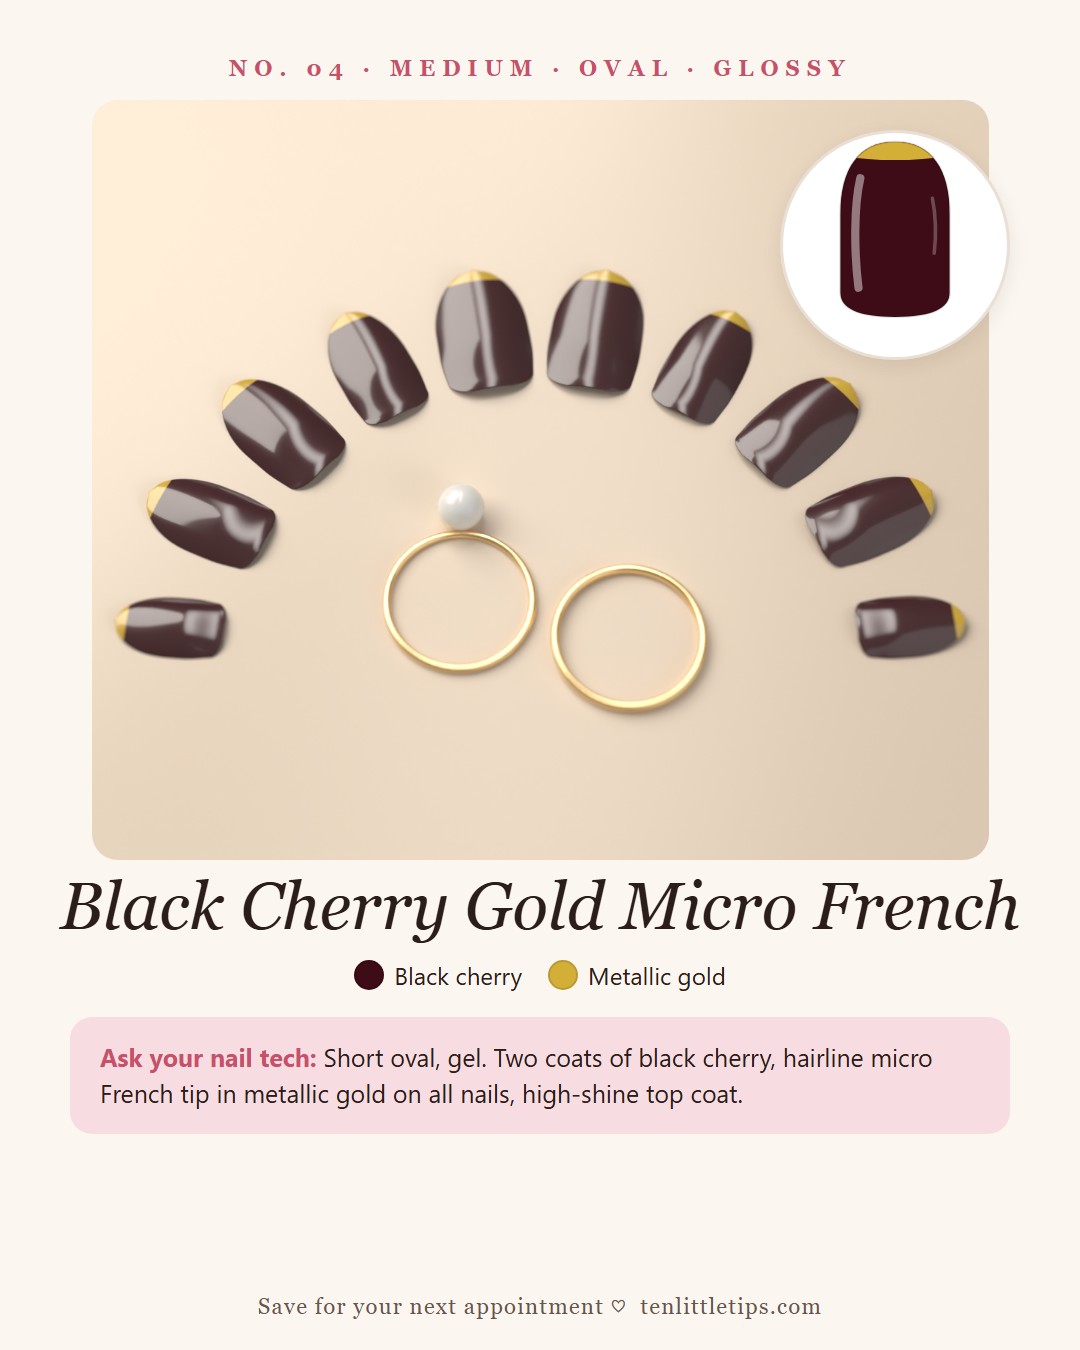 NO. 04 · MEDIUM · OVAL · GLOSSY
Black Cherry Gold Micro French
Black cherry Metallic gold
Ask your nail tech: Short oval, gel. Two coats of black cherry, hairline micro
French tip in metallic gold on all nails, high-shine top coat.
Save for your next appointment ♡ tenlittletips.com